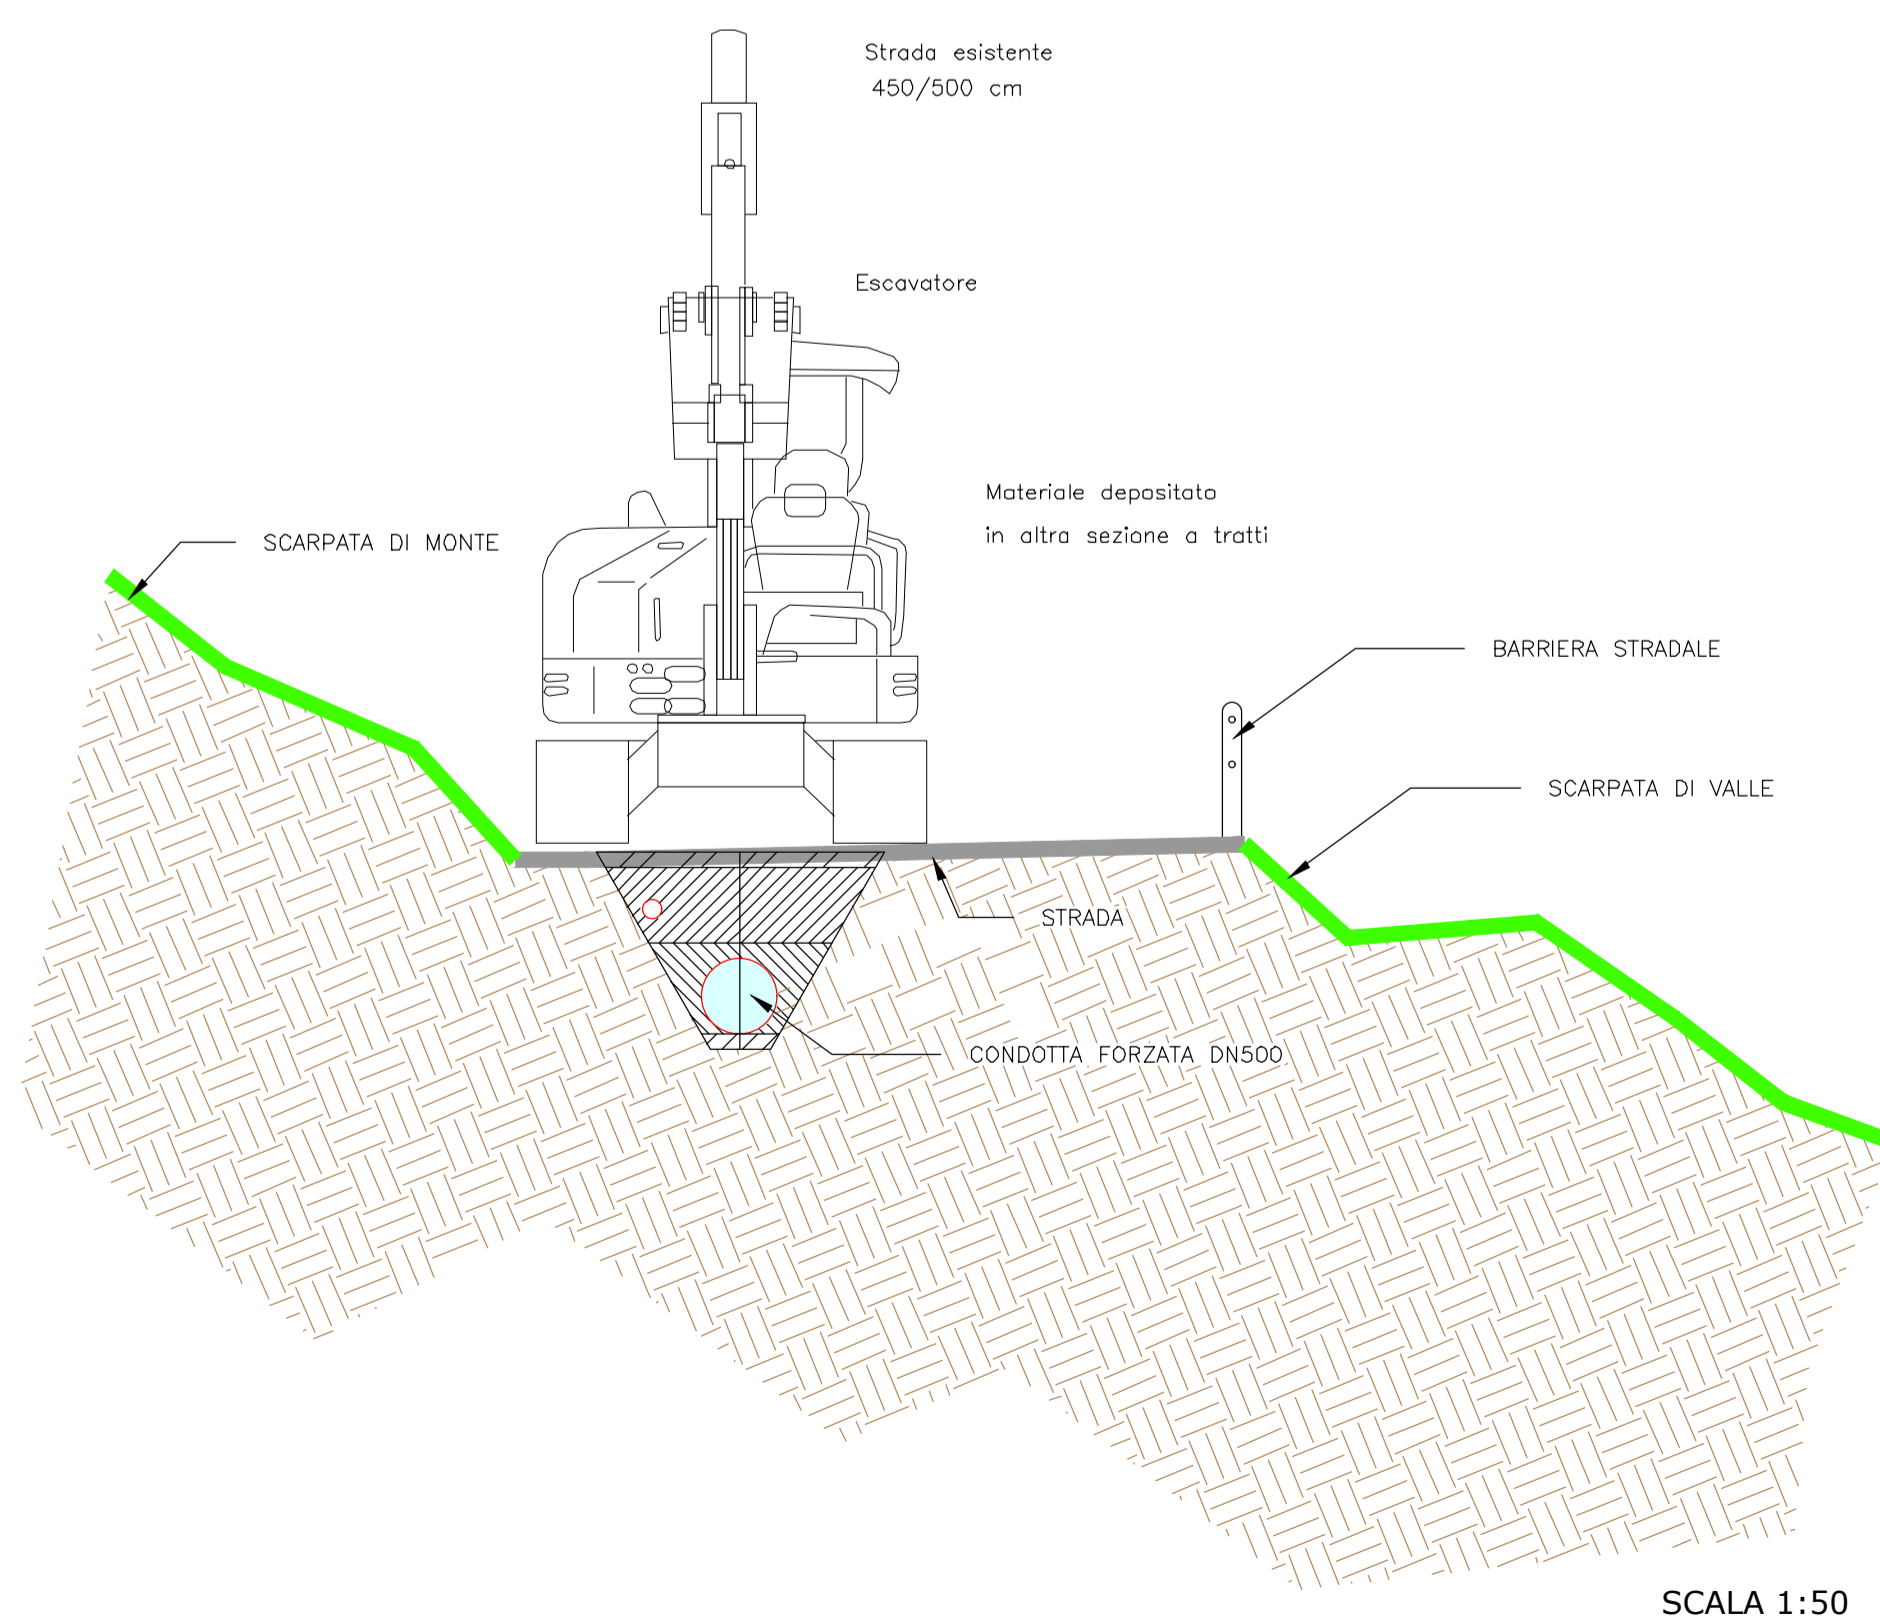 Strada esistente
450/500 cm
Escavatore
Materiale depositato
in altra sezione a tratti
SCARPATA DI MONTE
BARRIERA STRADALE
SCARPATA DI VALLE
STRADA
CONDOTTA FORZATA DN500
SCALA 1:50